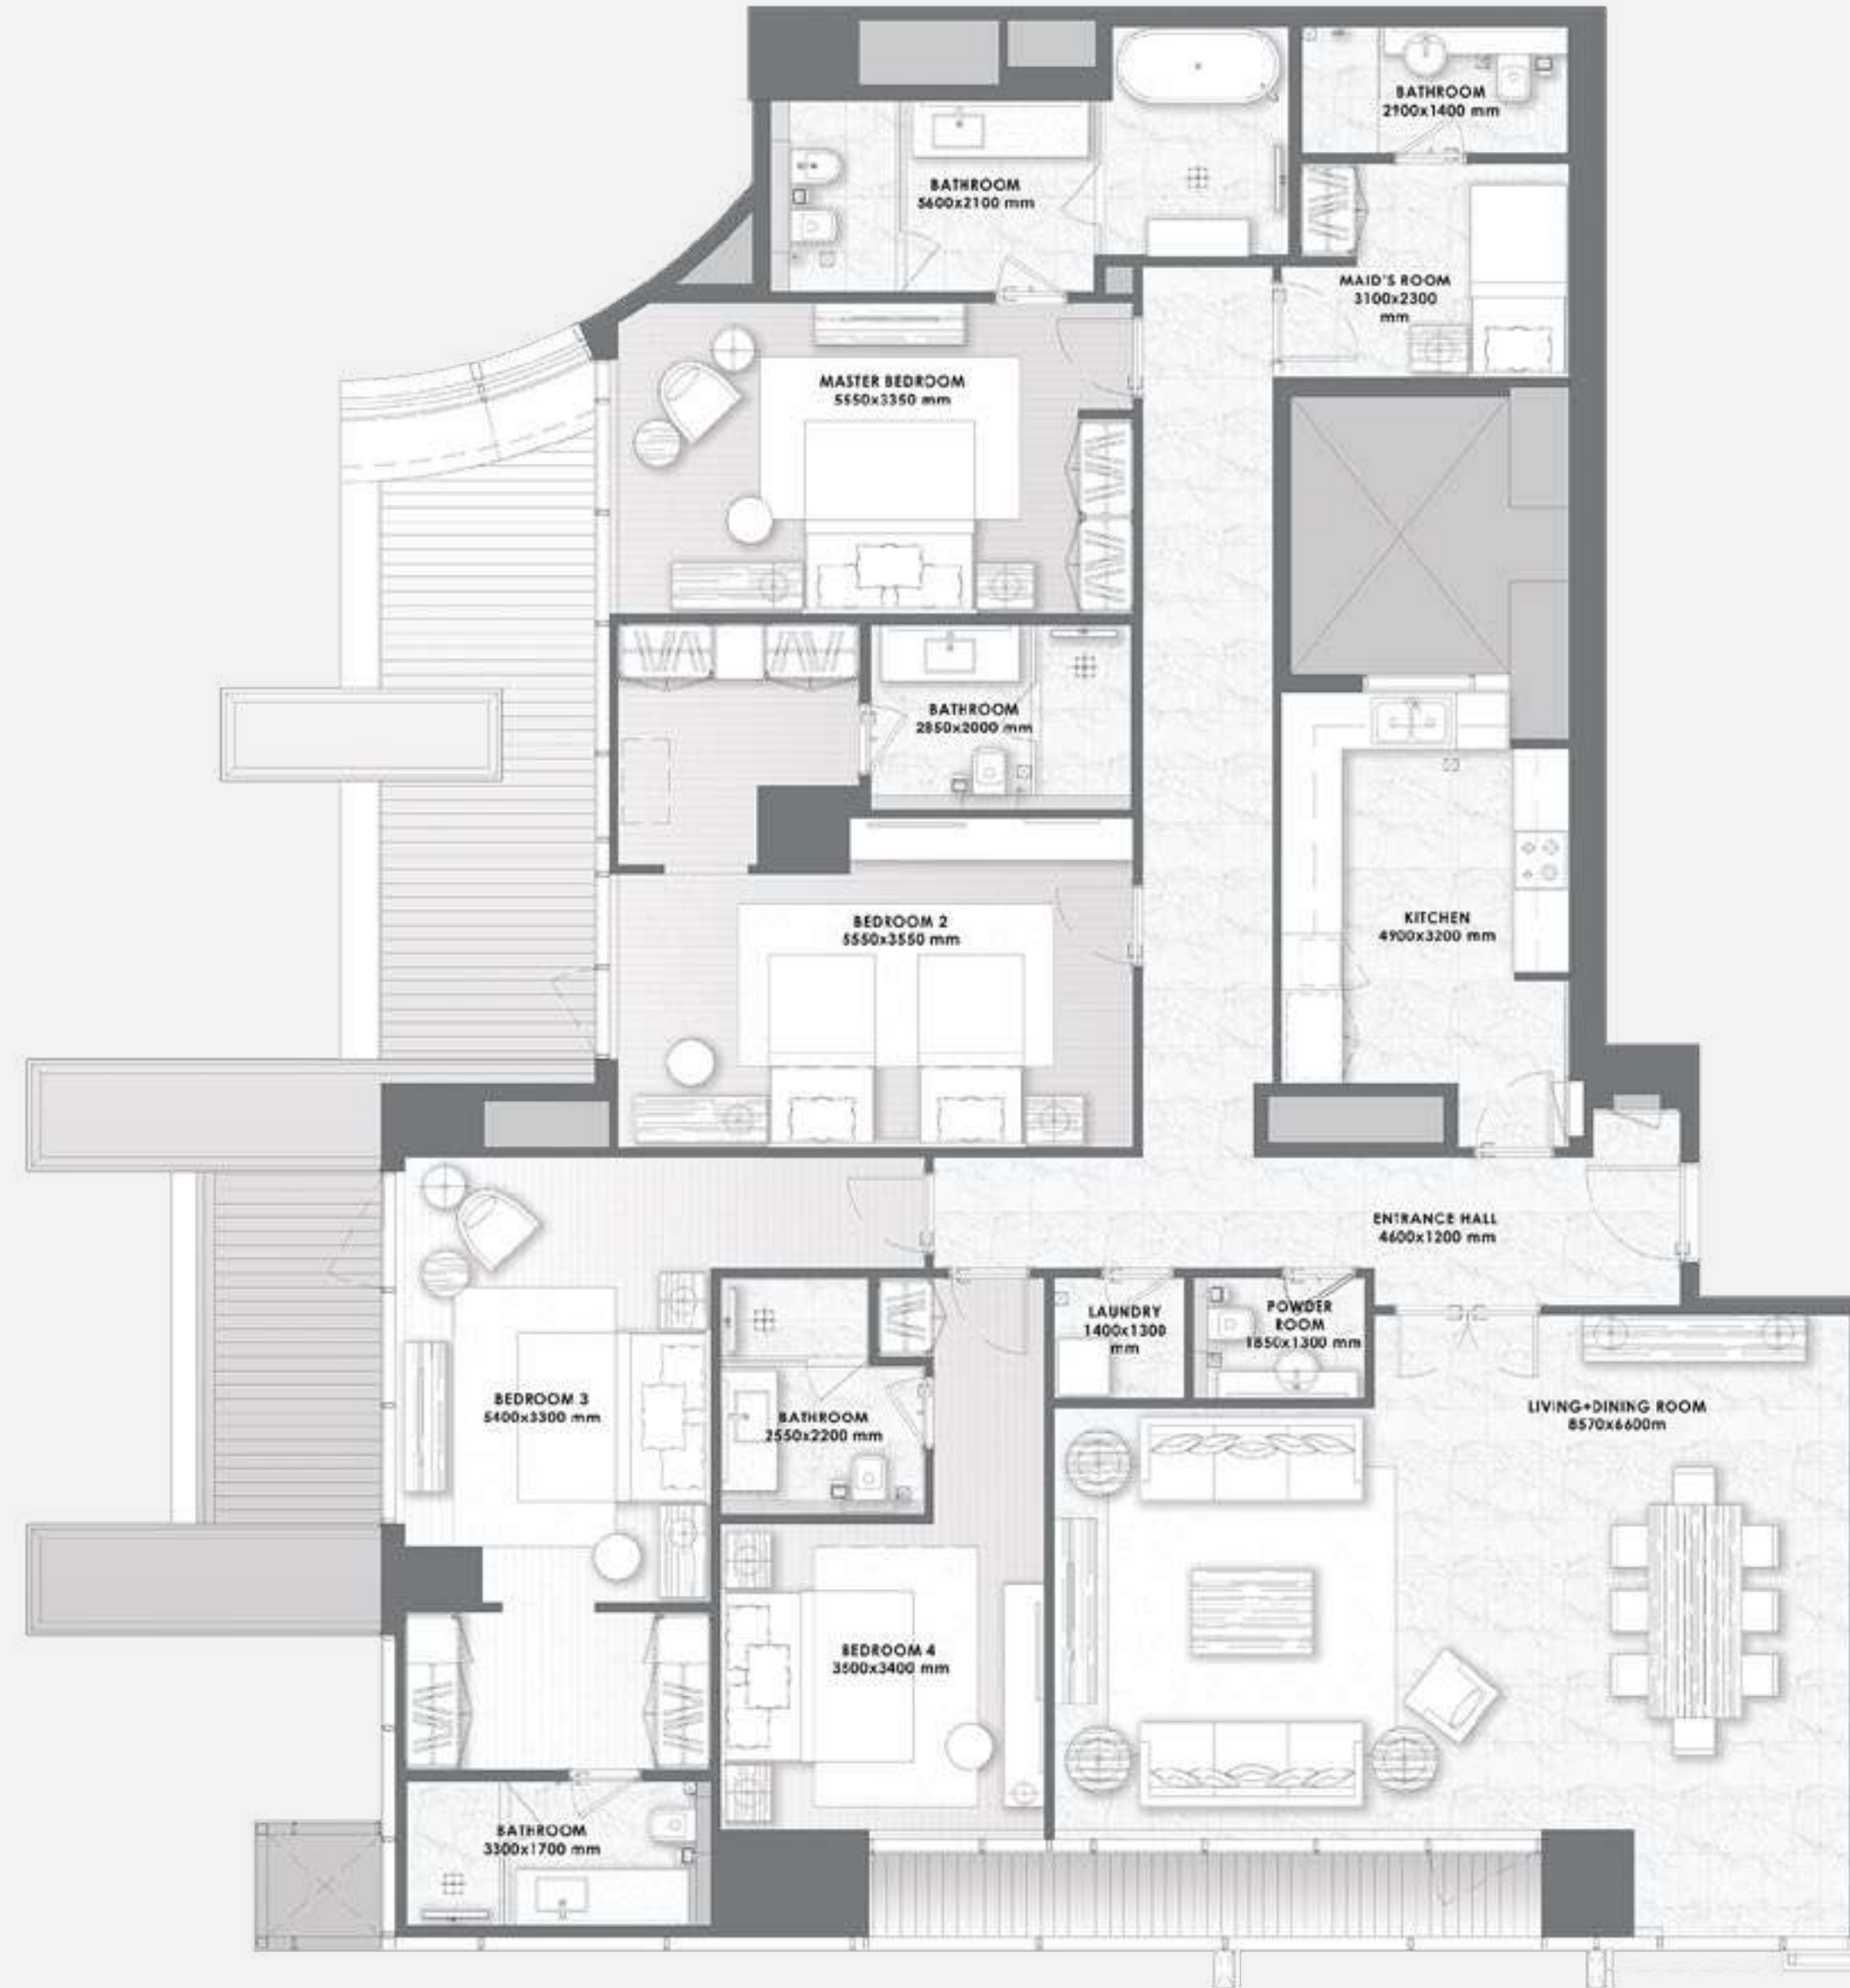 BATHROOM
2900x1400 mm
BATHROOM
5600x2100 mm
MAID'S ROOM
3100x2300
mm
MASTER BEDROOM
5550x3350 mm
BATHROOM
2850x2000 mm
BEDROOM 2
5550x3550 mm
KITCHEN
4900x3200 mm
ENTRANCE HALL
4600x1200 mm
LAUNDRY
1400x1300
mm
POWDER
ROOM
1850x1300 mm
BEDROOM 3
5400x3300 mm
BATHROOM
2550x2200 mm
LIVING+DINING ROOM
8570x6600m
BEDROOM 4
3500x3400 mm
BATHROOM
3300x1700 mm